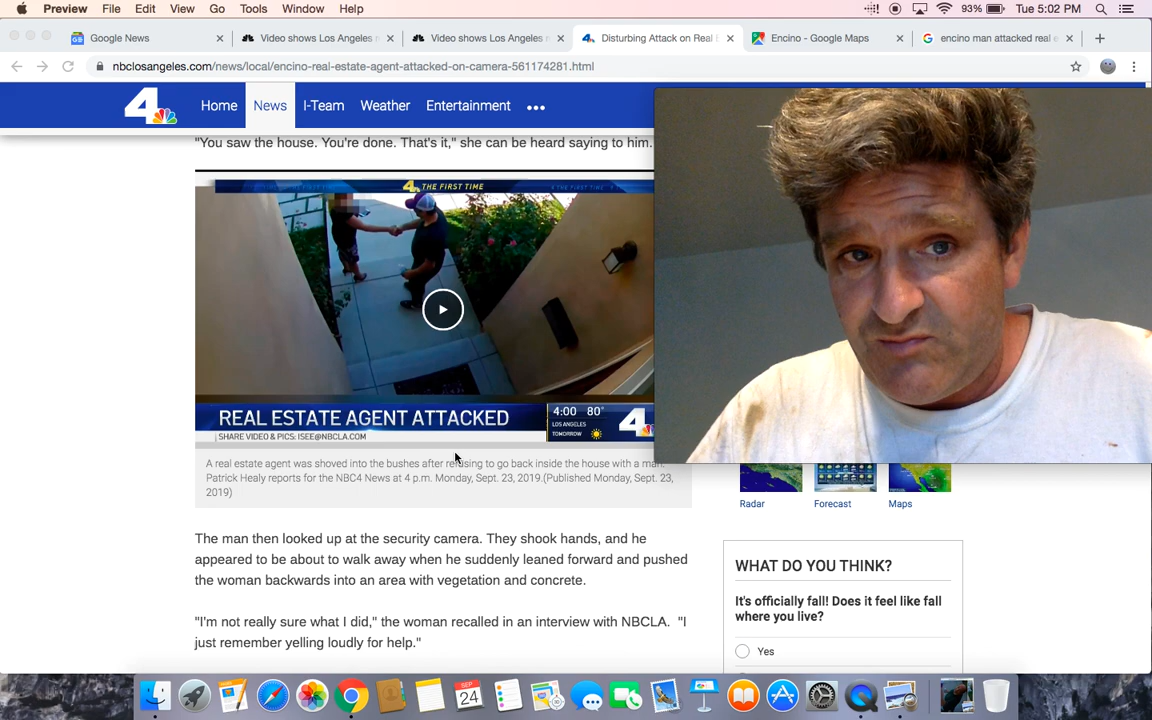 Preview File Edit View Go Tools Window Help 93% Tue 5:02 PM
Google News Video shows Los Angeles n Video shows Los Angeles n Disturbing Attack on Real E Encino - Google Maps encino man attacked real e
nbclosangeles.com/news/local/encino-real-estate-agent-attacked-on-camera-561174281.html
4 Home News I-Team Weather Entertainment
"You saw the house. You're done. That's it," she can be heard saying to him.
4 THE FIRST TIME
REAL ESTATE AGENT ATTACKED
SHARE VIDEO & PICS: ISEE@NBCLA.COM
4:00 80°
LOS ANGELES
TOMORROW
4
A real estate agent was shoved into the bushes after refusing to go back inside the house with a man.
Patrick Healy reports for the NBC4 News at 4 p.m. Monday, Sept. 23, 2019.(Published Monday, Sept. 23,
2019)
Radar Forecast Maps
The man then looked up at the security camera. They shook hands, and he
appeared to be about to walk away when he suddenly leaned forward and pushed
the woman backwards into an area with vegetation and concrete.
"I'm not really sure what I did," the woman recalled in an interview with NBCLA. "I
just remember yelling loudly for help."
WHAT DO YOU THINK?
It's officially fall! Does it feel like fall
where you live?
Yes
SEP
24